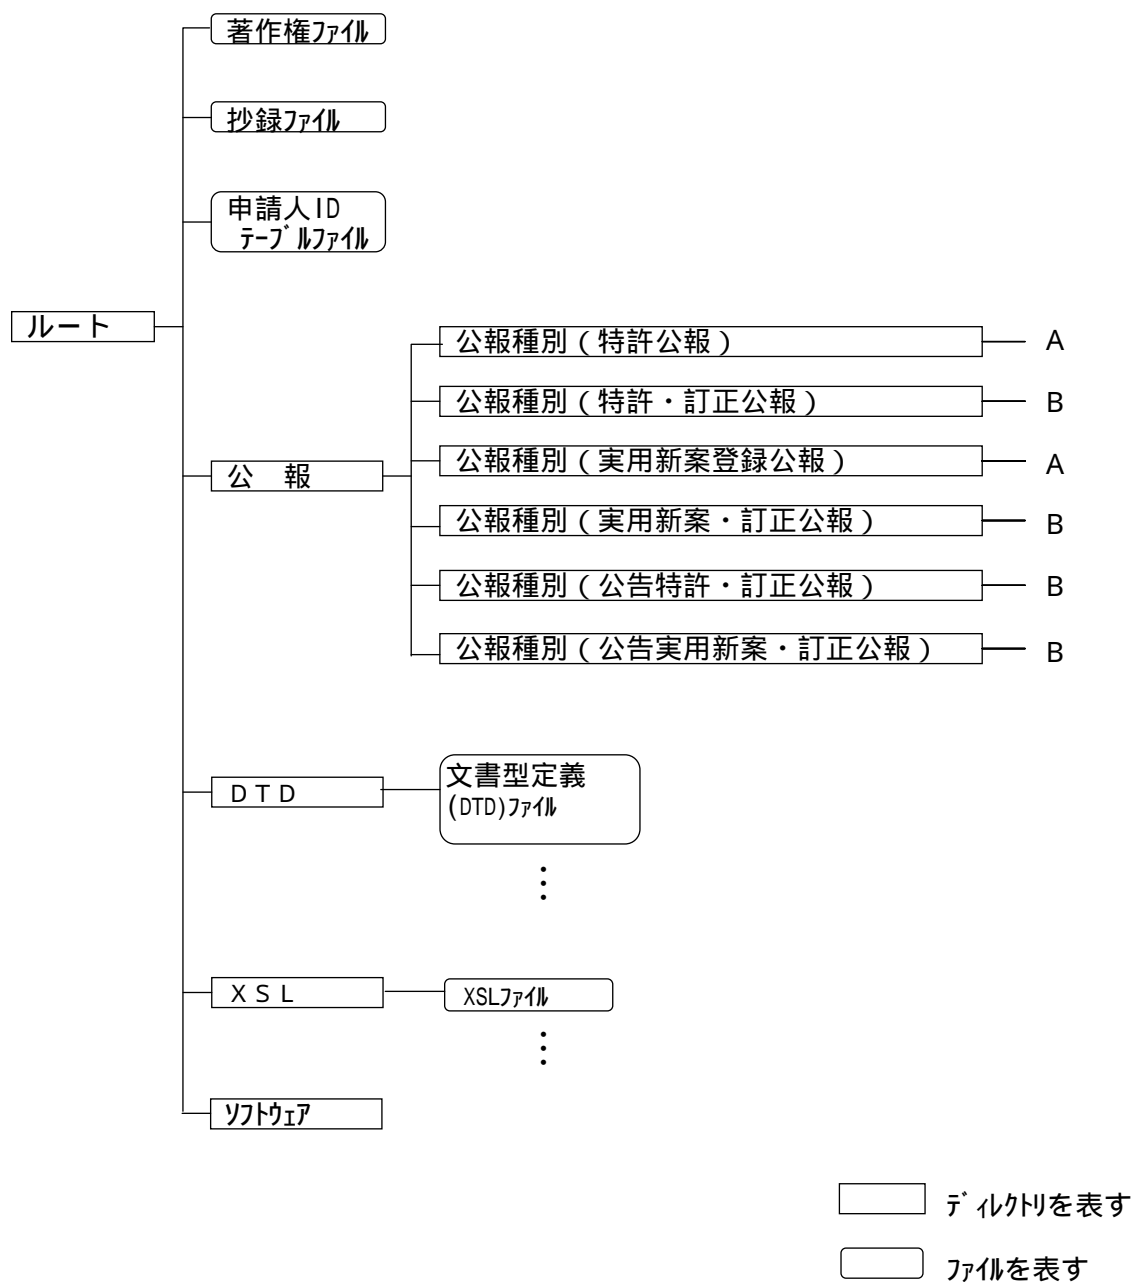 著作権ﾌｧｲﾙ
抄録ﾌｧｲﾙ
申請人ID
ﾃｰﾌﾞﾙﾌｧｲﾙ
ルート
公報種別(特許公報) A
公報種別(特許・訂正公報) B
公報種別(実用新案登録公報) A
公　報
公報種別(実用新案・訂正公報) B
公報種別(公告特許・訂正公報) B
公報種別(公告実用新案・訂正公報) B
ＤＴＤ
文書型定義
(DTD)ﾌｧｲﾙ
︙
ＸＳＬ
XSLﾌｧｲﾙ
︙
ｿﾌﾄｳｪｱ
ﾃﾞｨﾚｸﾄﾘを表す
ﾌｧｲﾙを表す